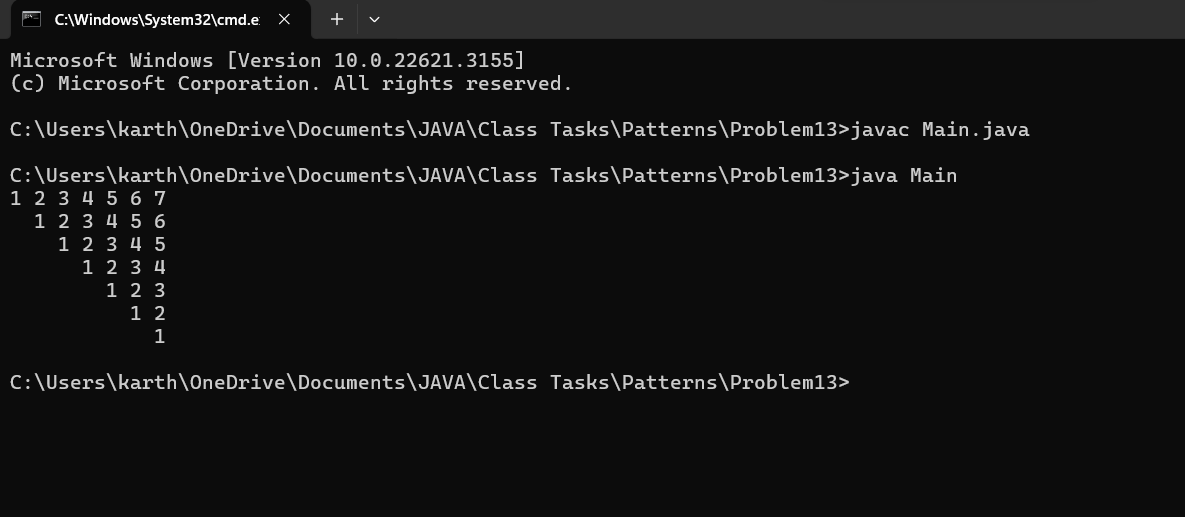 C:\Windows\System32\cmd.e
Microsoft Windows [Version 10.0.22621.3155]
(c) Microsoft Corporation. All rights reserved.
C:\Users\karth\OneDrive\Documents\JAVA\Class Tasks\Patterns\Problem13>javac Main.java
C:\Users\karth\OneDrive\Documents\JAVA\Class Tasks\Patterns\Problem13>java Main
1 2 3 4 5 6 7
  1 2 3 4 5 6
    1 2 3 4 5
      1 2 3 4
        1 2 3
          1 2
            1
C:\Users\karth\OneDrive\Documents\JAVA\Class Tasks\Patterns\Problem13>